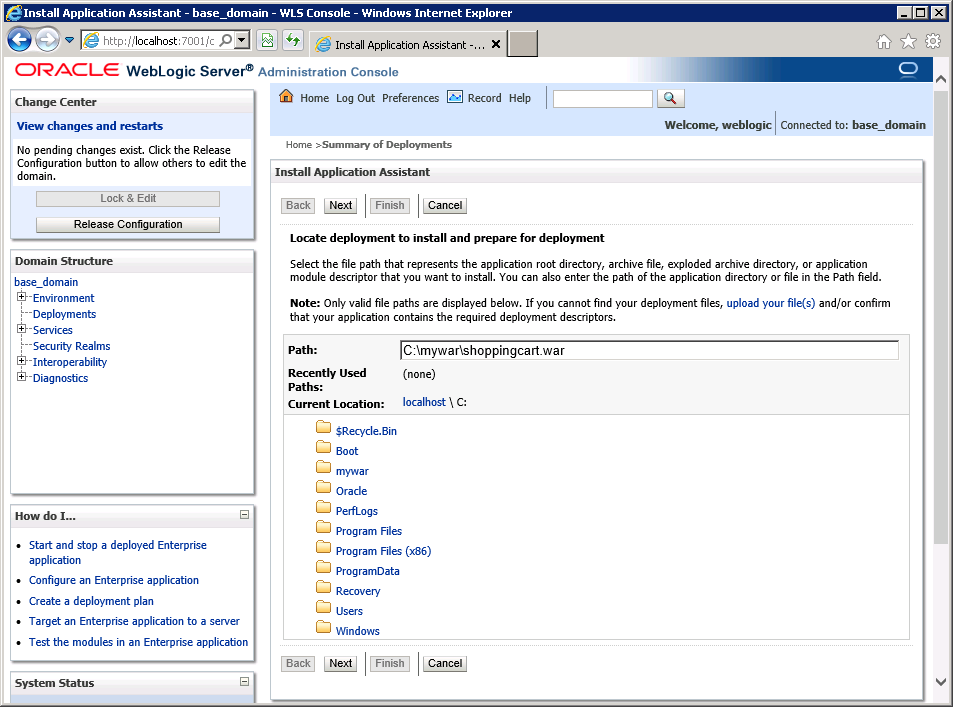 Install Application Assistant - base_domain - WLS Console - Windows Internet Explorer
http://localhost:7001/c
Install Application Assistant -...
ORACLE WebLogic Server® Administration Console
Change Center
View changes and restarts
No pending changes exist. Click the Release
Configuration button to allow others to edit the
domain.
Lock & Edit
Release Configuration
Domain Structure
base_domain
Environment
Deployments
Services
Security Realms
Interoperability
Diagnostics
How do I...
Start and stop a deployed Enterprise
application
Configure an Enterprise application
Create a deployment plan
Target an Enterprise application to a server
Test the modules in an Enterprise application
System Status
Home Log Out Preferences Record Help
Welcome, weblogic Connected to: base_domain
Home >Summary of Deployments
Install Application Assistant
Back Next Finish Cancel
Locate deployment to install and prepare for deployment
Select the file path that represents the application root directory, archive file, exploded archive directory, or application
module descriptor that you want to install. You can also enter the path of the application directory or file in the Path field.
Note: Only valid file paths are displayed below. If you cannot find your deployment files, upload your file(s) and/or confirm
that your application contains the required deployment descriptors.
Path: C:\mywar\shoppingcart.war
Recently Used (none)
Paths:
Current Location: localhost \ C:
$Recycle.Bin
Boot
mywar
Oracle
PerfLogs
Program Files
Program Files (x86)
ProgramData
Recovery
Users
Windows
Back Next Finish Cancel